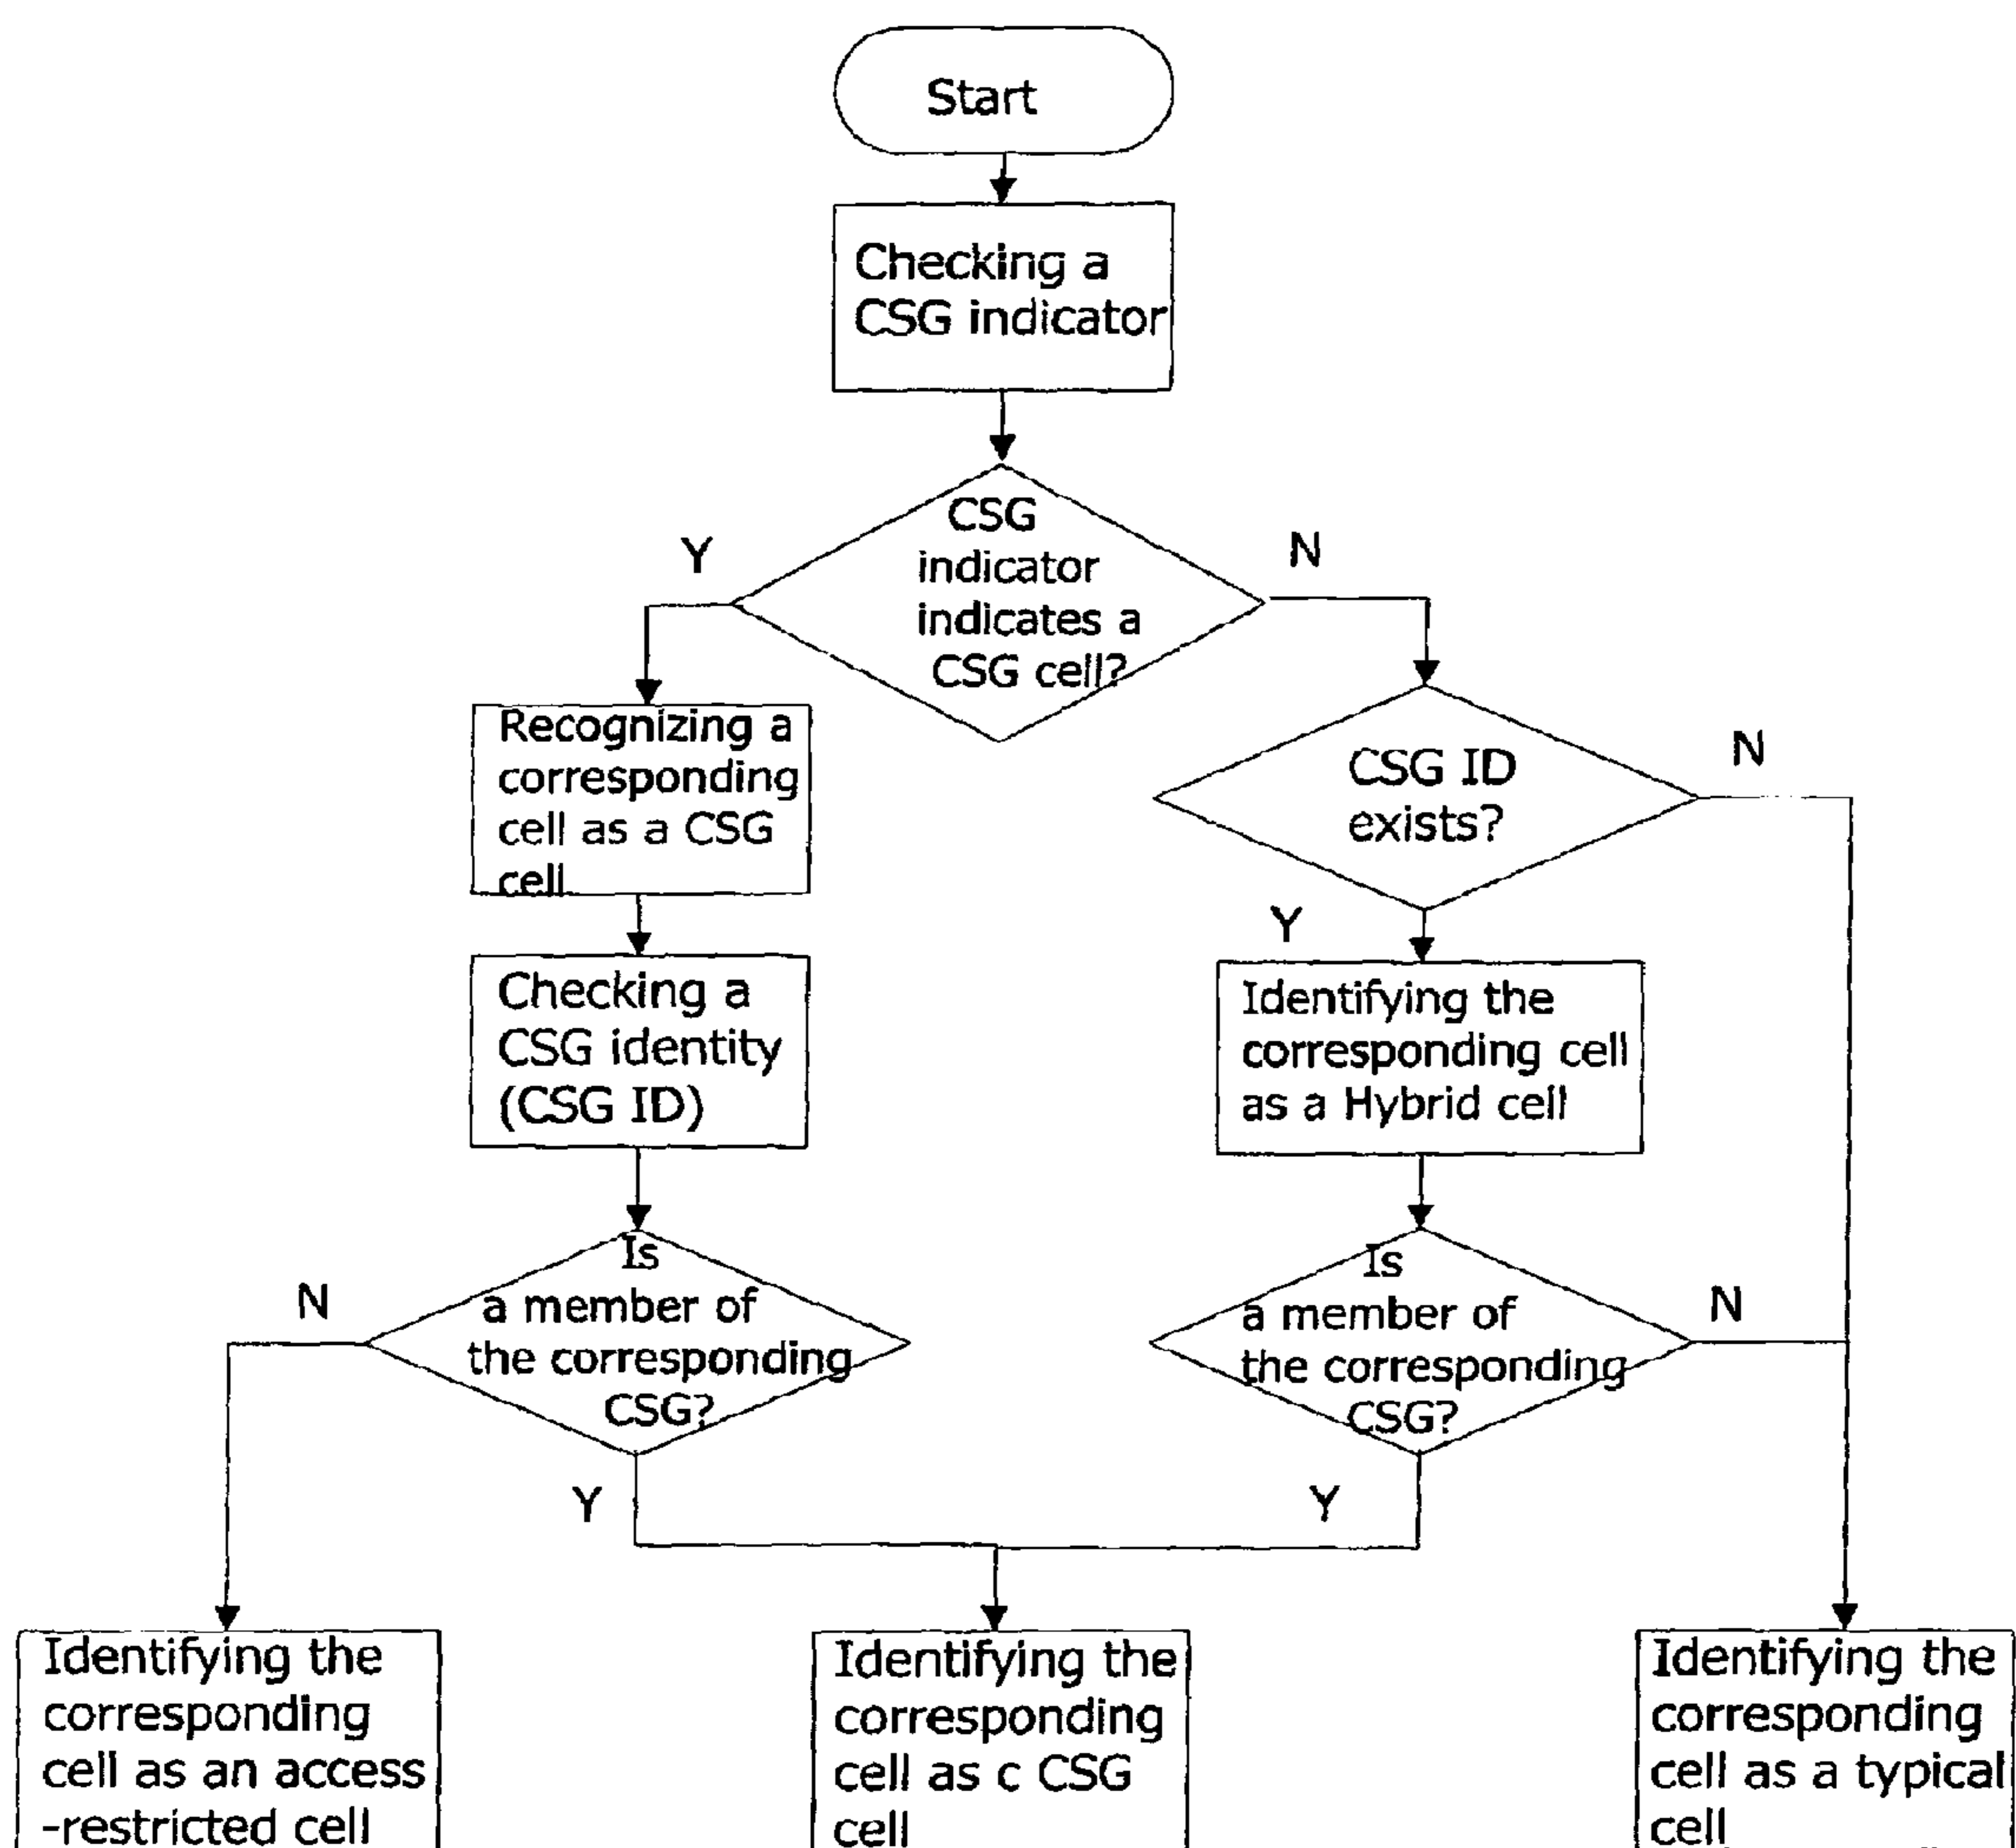 Start
Checking a
CSG indicator
CSG
indicator
indicates a
CSG cell?
Y
N
Recognizing a
corresponding
cell as a CSG
cell
CSG ID
exists?
N
Y
Checking a
CSG identity
(CSG ID)
Identifying the
corresponding cell
as a Hybrid cell
Is
a member of
the corresponding
CSG?
N
Y
Is
a member of
the corresponding
CSG?
N
Y
Identifying the
corresponding
cell as an access
-restricted cell
Identifying the
corresponding
cell as c CSG
cell
Identifying the
corresponding
cell as a typical
cell